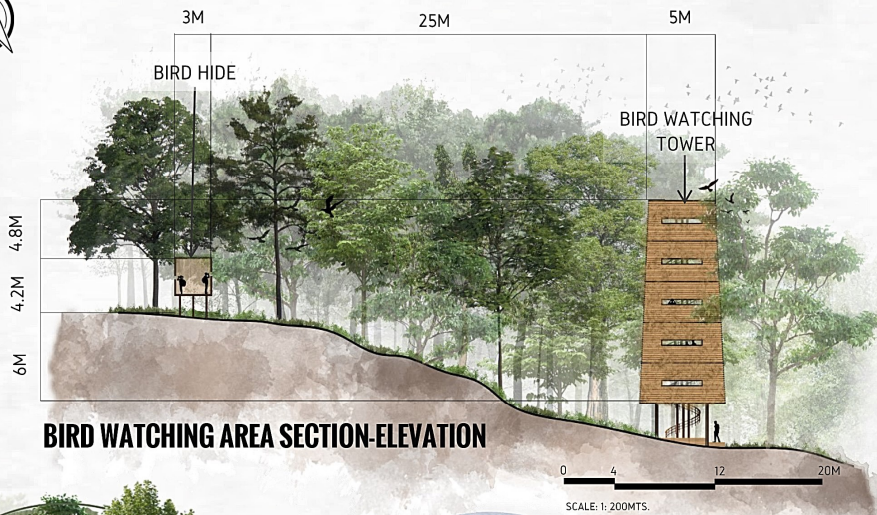 3M
25M
5M
BIRD HIDE
BIRD WATCHING
TOWER
4.8M
4.2M
6M
BIRD WATCHING AREA SECTION-ELEVATION
0 4 12 20M
SCALE: 1: 200MTS.